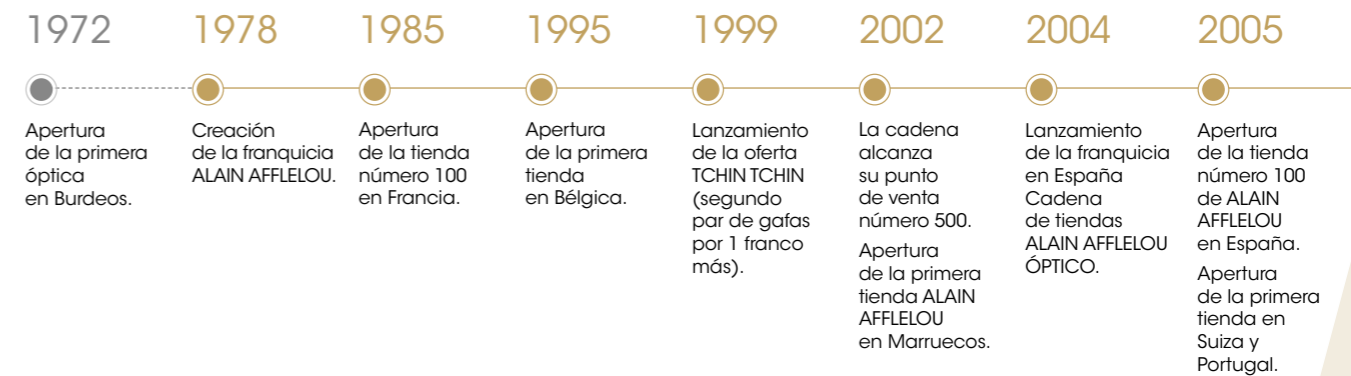 1972
Apertura
de la primera
óptica
en Burdeos.
1978
Creación
de la franquicia
ALAIN AFFLELOU.
1985
Apertura
de la tienda
número 100
en Francia.
1995
Apertura
de la primera
tienda
en Bélgica.
1999
Lanzamiento
de la oferta
TCHIN TCHIN
(segundo
par de gafas
por 1 franco
más).
2002
La cadena
alcanza
su punto
de venta
número 500.
Apertura
de la primera
tienda ALAIN
AFFLELOU
en Marruecos.
2004
Lanzamiento
de la franquicia
en España
Cadena
de tiendas
ALAIN AFFLELOU
ÓPTICO.
2005
Apertura
de la tienda
número 100
de ALAIN
AFFLELOU
en España.
Apertura
de la primera
tienda en
Suiza y
Portugal.